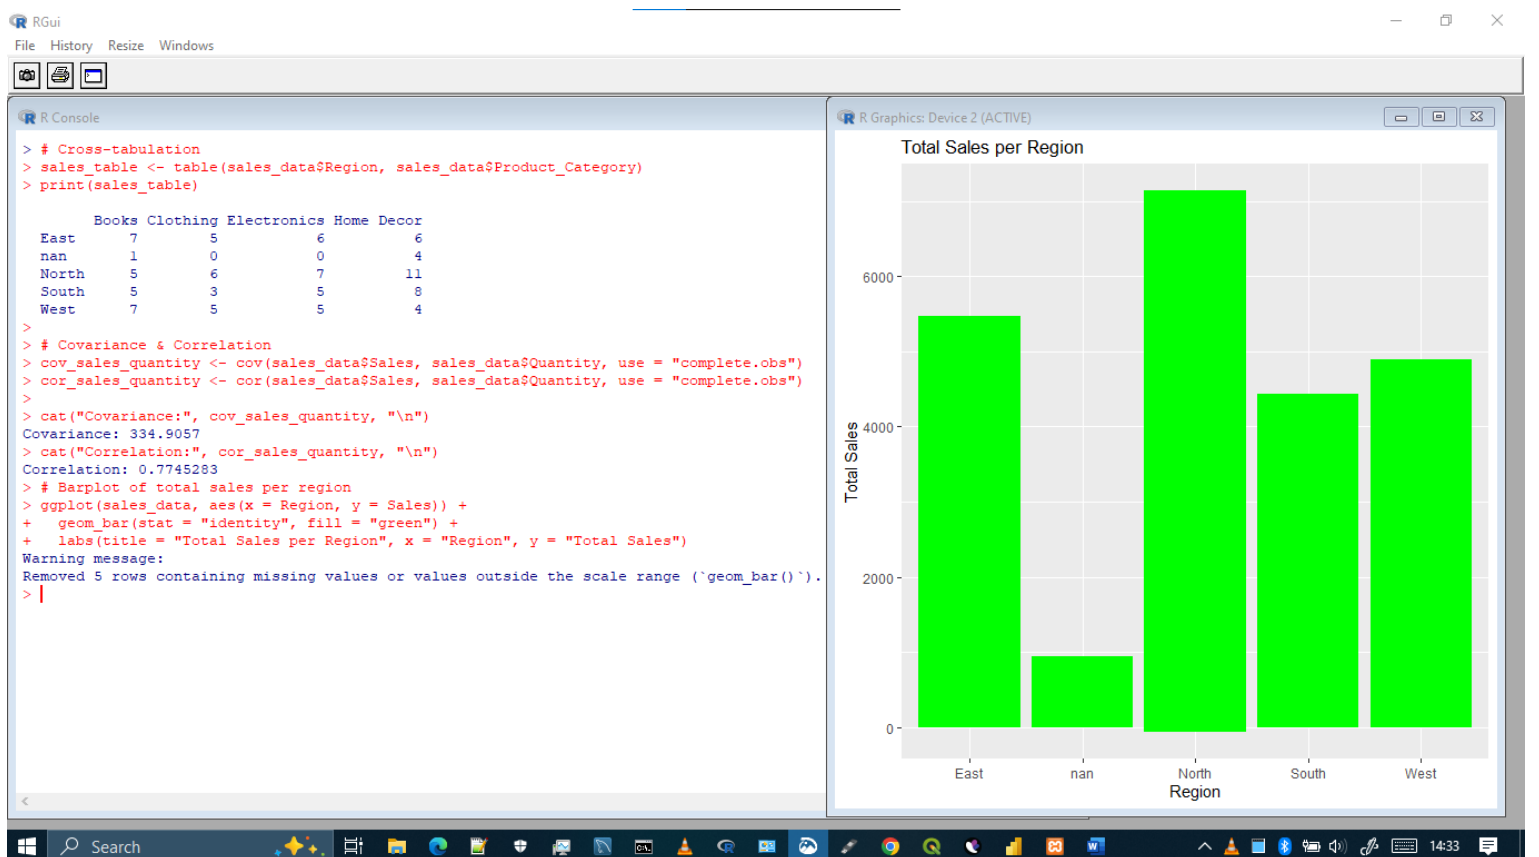 RGui
File History Resize Windows
R Console
> # Cross-tabulation
> sales_table <- table(sales_data$Region, sales_data$Product_Category)
> print(sales_table)
Books Clothing Electronics Home Decor
East 7 5 6 6
nan 1 0 0 4
North 5 6 7 11
South 5 3 5 8
West 7 5 5 4
>
> # Covariance & Correlation
> cov_sales_quantity <- cov(sales_data$Sales, sales_data$Quantity, use = "complete.obs")
> cor_sales_quantity <- cor(sales_data$Sales, sales_data$Quantity, use = "complete.obs")
>
> cat("Covariance:", cov_sales_quantity, "\n")
Covariance: 334.9057
> cat("Correlation:", cor_sales_quantity, "\n")
Correlation: 0.7745283
> # Barplot of total sales per region
> ggplot(sales_data, aes(x = Region, y = Sales)) +
+   geom_bar(stat = "identity", fill = "green") +
+   labs(title = "Total Sales per Region", x = "Region", y = "Total Sales")
Warning message:
Removed 5 rows containing missing values or values outside the scale range (`geom_bar()`).
>
R Graphics: Device 2 (ACTIVE)
Total Sales per Region
6000
4000
2000
0
Total Sales
East nan North South West
Region
Search
14:33